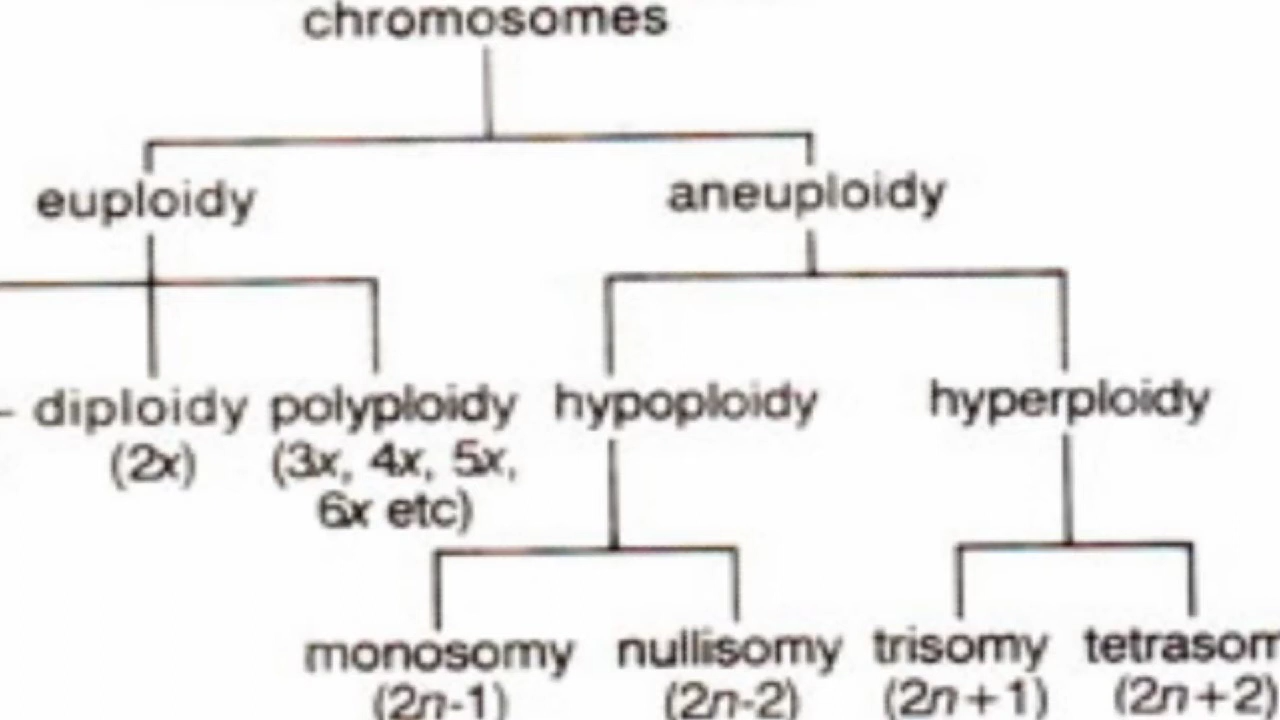 chromosomes
euploidy aneuploidy
- diploidy polyploidy hypoploidy hyperploidy
(2x) (3x, 4x, 5x,
6x etc)
monosomy nullisomy trisomy tetrasom
(2n-1) (2n-2) (2n+1) (2n+2)